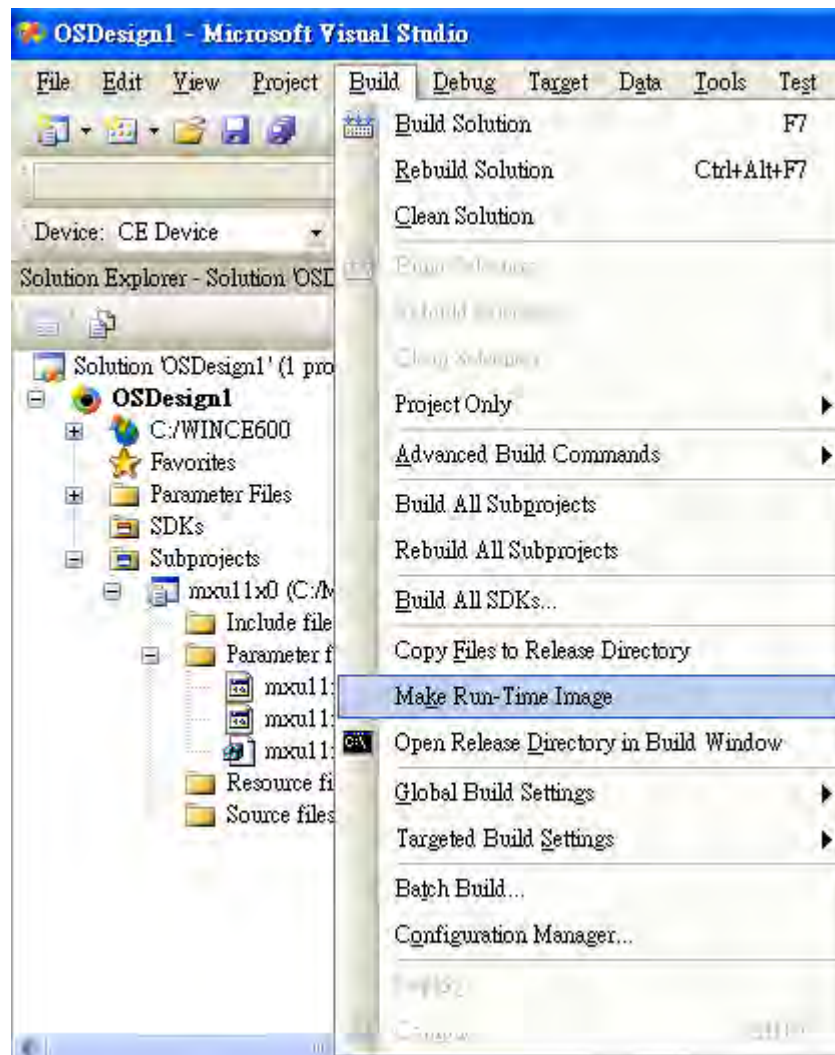 OSDesign1 - Microsoft Visual Studio
File Edit View Project Build Debug Target Data Tools Test
Build Solution F7
Rebuild Solution Ctrl+Alt+F7
Clean Solution
Project Only
Advanced Build Commands
Build All Subprojects
Rebuild All Subprojects
Build All SDKs...
Copy Files to Release Directory
Make Run-Time Image
Open Release Directory in Build Window
Global Build Settings
Targeted Build Settings
Batch Build...
Configuration Manager...
Device: CE Device
Solution Explorer - Solution 'OSD
Solution 'OSDesign1' (1 pro
OSDesign1
C:/WINCE600
Favorites
Parameter Files
SDKs
Subprojects
mxu11x0 (C:/M
Include file
Parameter f
mxu11
mxu11
mxu11
Resource fi
Source files